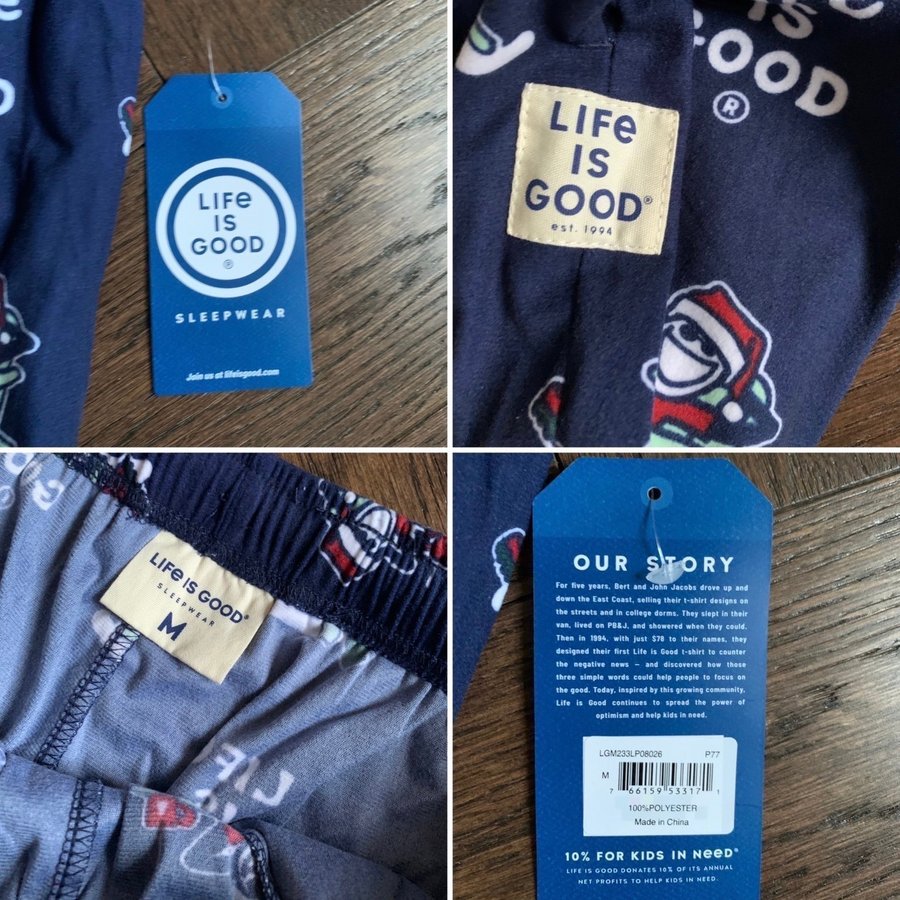 LIFe
IS
GOOD
®
SLEEPWEAR
Join us at lifeisgood.com
IS
GOOD
®
LIFe
IS
GOOD®
est. 1994
LIFe IS GOOD®
SLEEPWEAR
M
OUR STORY
For five years, Bert and John Jacobs drove up and
down the East Coast, selling their t-shirt designs on
the streets and in college dorms. They slept in their
van, lived on PB&J, and showered when they could.
Then in 1994, with just $78 to their names, they
designed their first Life is Good t-shirt to counter
the negative news — and discovered how those
three simple words could help people to focus on
the good. Today, inspired by this growing community,
Life is Good continues to spread the power of
optimism and help kids in need.
LGM233LP08026 P77
M
7 66159 53317 1
100%POLYESTER
Made in China
10% FOR KIDS IN NeeD®
LIFE IS GOOD DONATES 10% OF ITS ANNUAL
NET PROFITS TO HELP KIDS IN NEED.